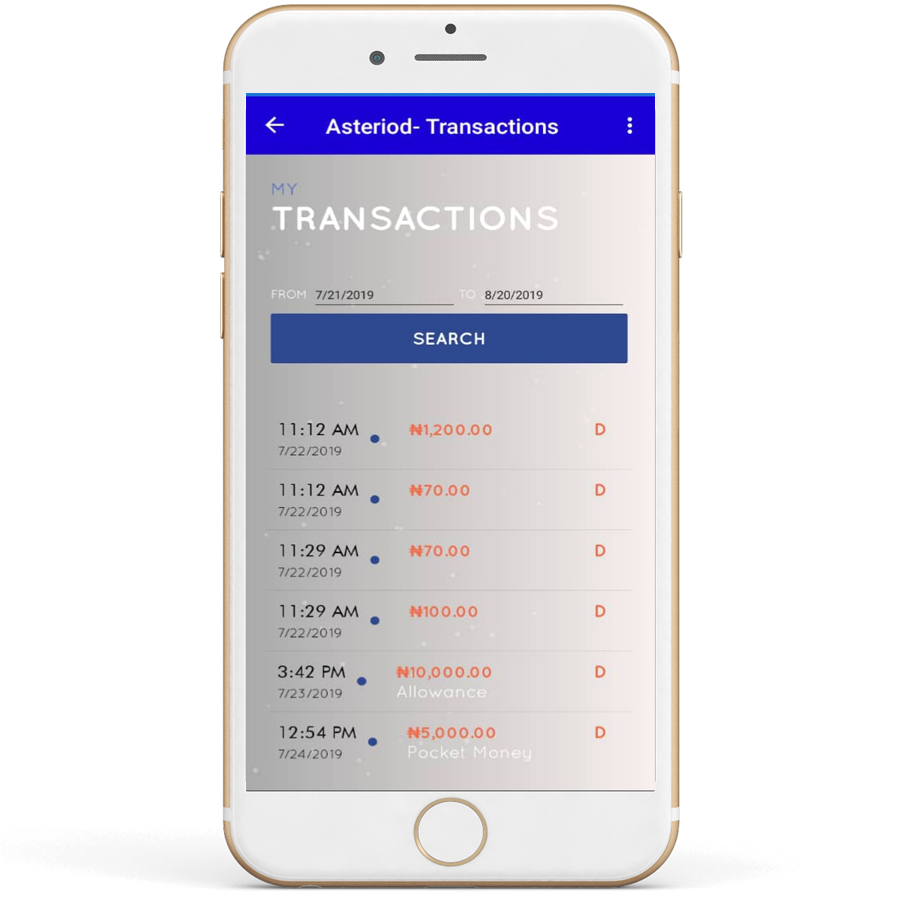 Asteriod- Transactions
MY
TRANSACTIONS
FROM 7/21/2019 TO 8/20/2019
SEARCH
11:12 AM ₦1,200.00 D
7/22/2019
11:12 AM ₦70.00 D
7/22/2019
11:29 AM ₦70.00 D
7/22/2019
11:29 AM ₦100.00 D
7/22/2019
3:42 PM ₦10,000.00 D
7/23/2019 Allowance
12:54 PM ₦5,000.00 D
7/24/2019 Pocket Money